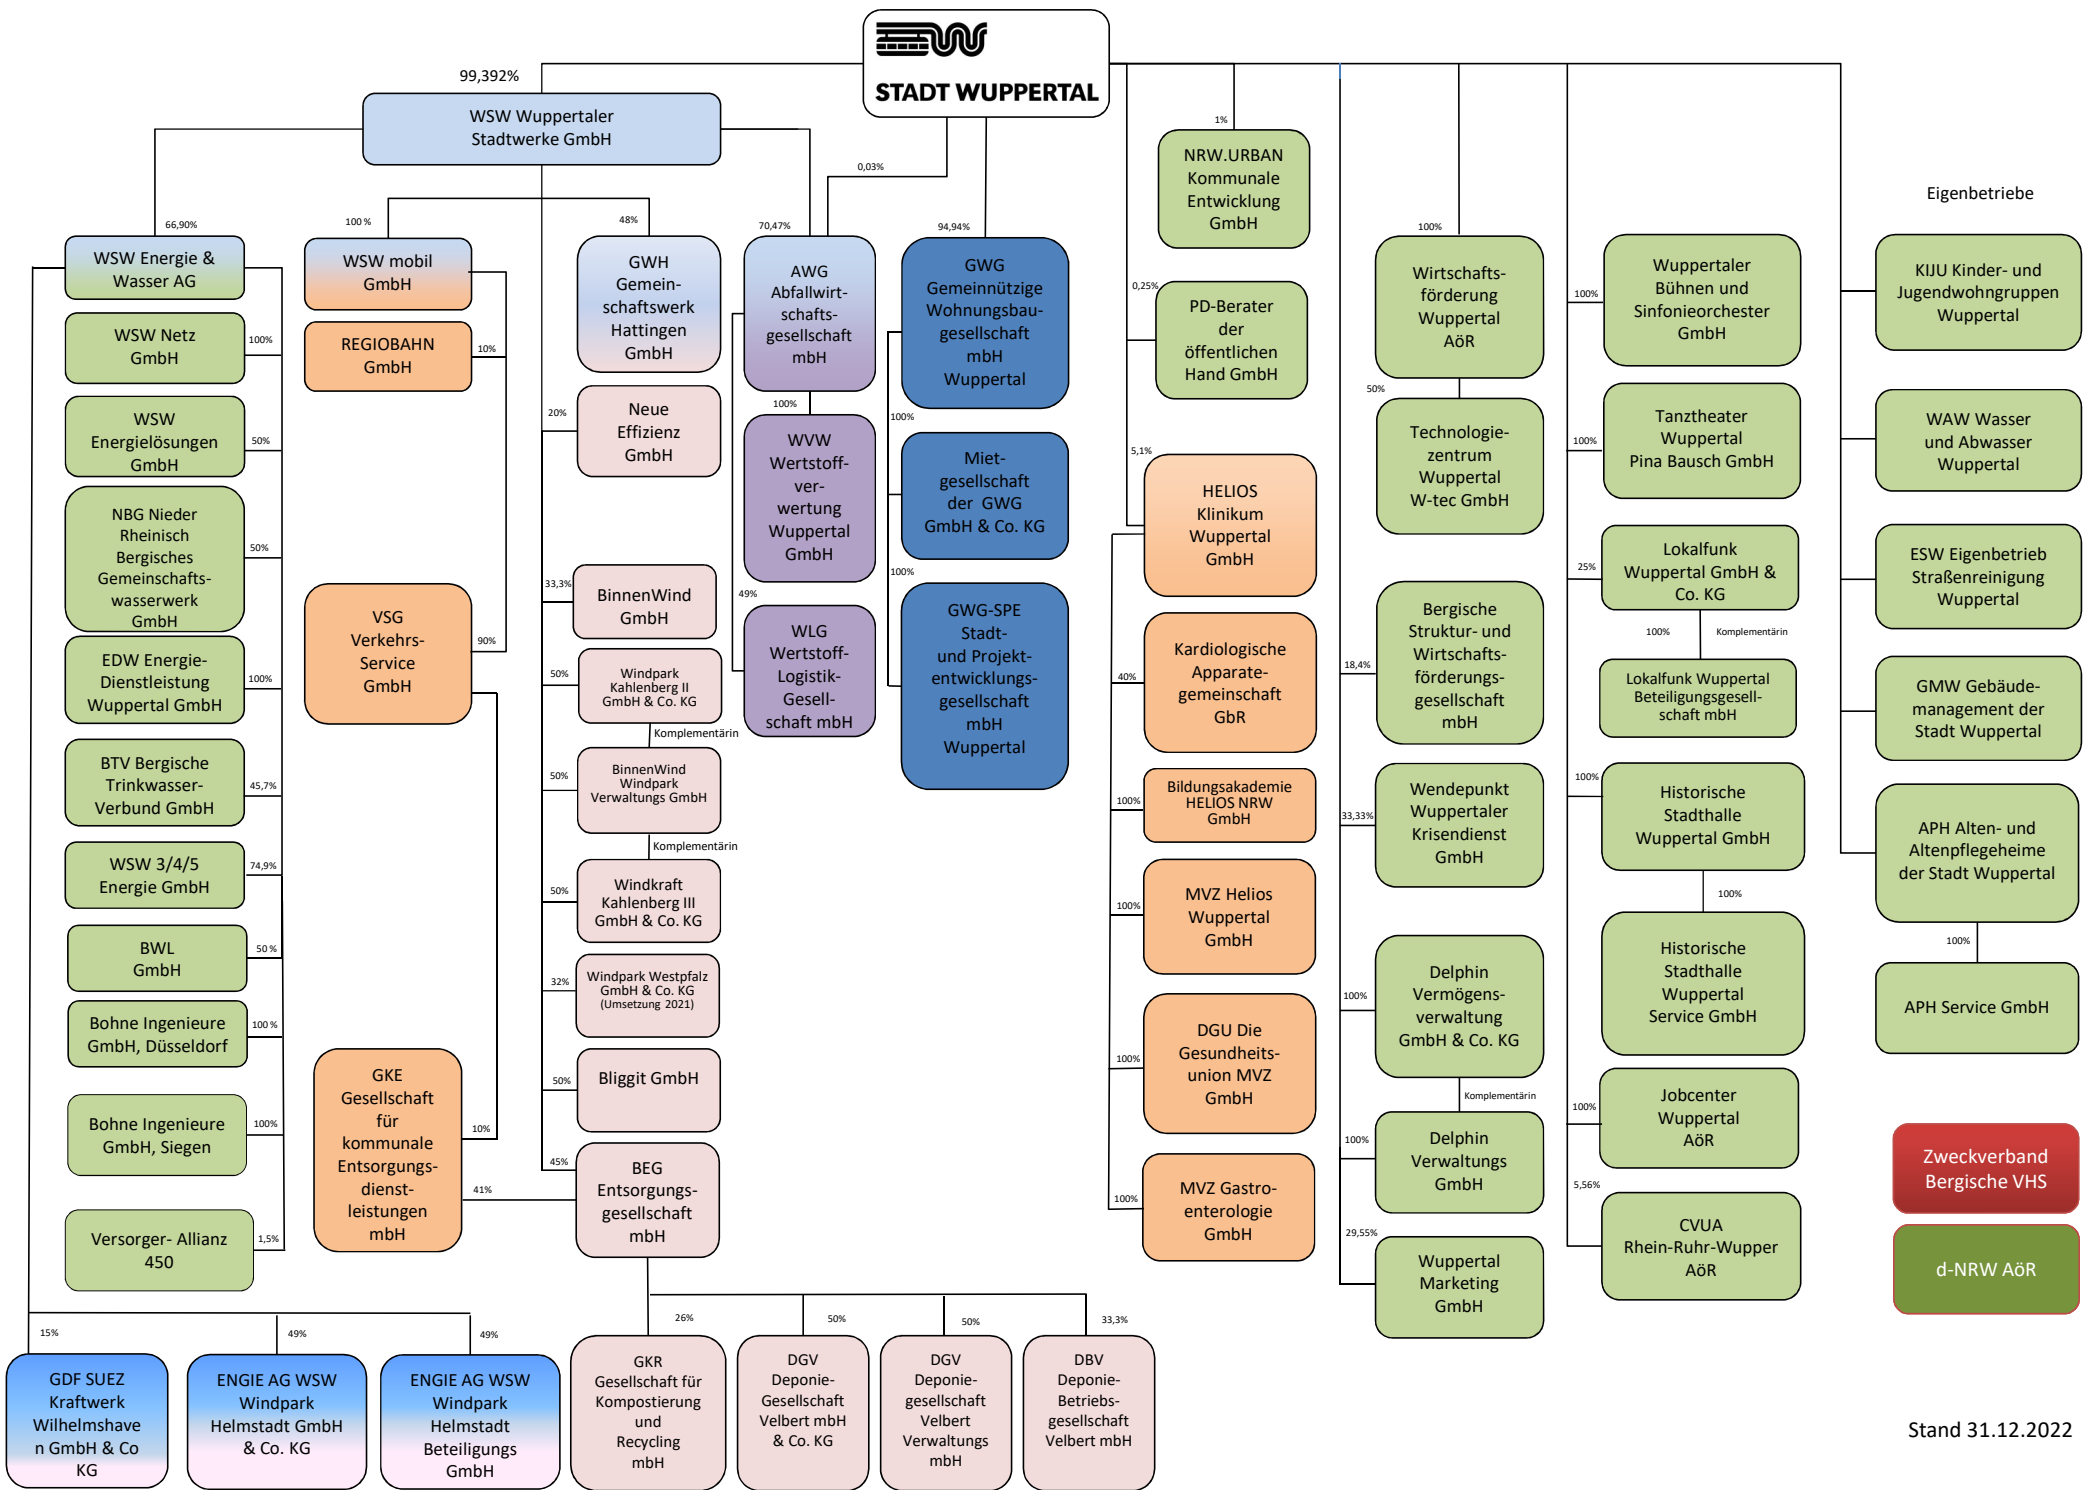 STADT WUPPERTAL
99,392%
WSW Wuppertaler
Stadtwerke GmbH
66,90%
WSW Energie &
Wasser AG
WSW Netz
GmbH
100%
WSW
Energielösungen
GmbH
50%
NBG Nieder
Rheinisch
Bergisches
Gemeinschafts-
wasserwerk
GmbH
50%
EDW Energie-
Dienstleistung
Wuppertal GmbH
100%
BTV Bergische
Trinkwasser-
Verbund GmbH
45,7%
WSW 3/4/5
Energie GmbH
74,9%
BWL
GmbH
50 %
Bohne Ingenieure
GmbH, Düsseldorf
100 %
Bohne Ingenieure
GmbH, Siegen
100%
Versorger- Allianz
450
1,5%
15%
GDF SUEZ
Kraftwerk
Wilhelmshave
n GmbH & Co
KG
49%
ENGIE AG WSW
Windpark
Helmstadt GmbH
& Co. KG
49%
ENGIE AG WSW
Windpark
Helmstadt
Beteiligungs
GmbH
100 %
WSW mobil
GmbH
REGIOBAHN
GmbH
10%
VSG
Verkehrs-
Service
GmbH
90%
GKE
Gesellschaft
für
kommunale
Entsorgungs-
dienst-
leistungen
mbH
10%
41%
48%
GWH
Gemein-
schaftswerk
Hattingen
GmbH
20%
Neue
Effizienz
GmbH
33,3%
BinnenWind
GmbH
50%
Windpark
Kahlenberg II
GmbH & Co. KG
Komplementärin
50%
BinnenWind
Windpark
Verwaltungs GmbH
Komplementärin
50%
Windkraft
Kahlenberg III
GmbH & Co. KG
32%
Windpark Westpfalz
GmbH & Co. KG
(Umsetzung 2021)
50%
Bliggit GmbH
45%
BEG
Entsorgungs-
gesellschaft
mbH
26%
GKR
Gesellschaft für
Kompostierung
und
Recycling
mbH
50%
DGV
Deponie-
Gesellschaft
Velbert mbH
& Co. KG
50%
DGV
Deponie-
gesellschaft
Velbert
Verwaltungs
mbH
33,3%
DBV
Deponie-
Betriebs-
gesellschaft
Velbert mbH
0,03%
70,47%
AWG
Abfallwirt-
schafts-
gesellschaft
mbH
100%
WVW
Wertstoff-
ver-
wertung
Wuppertal
GmbH
49%
WLG
Wertstoff-
Logistik-
Gesell-
schaft mbH
94,94%
GWG
Gemeinnützige
Wohnungsbau-
gesellschaft
mbH
Wuppertal
100%
Miet-
gesellschaft
der  GWG
GmbH & Co. KG
100%
GWG-SPE
Stadt-
und Projekt-
entwicklungs-
gesellschaft
mbH
Wuppertal
1%
NRW.URBAN
Kommunale
Entwicklung
GmbH
0,25%
PD-Berater
der
öffentlichen
Hand GmbH
5,1%
HELIOS
Klinikum
Wuppertal
GmbH
40%
Kardiologische
Apparate-
gemeinschaft
GbR
100%
Bildungsakademie
HELIOS NRW
GmbH
100%
MVZ Helios
Wuppertal
GmbH
100%
DGU Die
Gesundheits-
union MVZ
GmbH
100%
MVZ Gastro-
enterologie
GmbH
100%
Wirtschafts-
förderung
Wuppertal
AöR
50%
Technologie-
zentrum
Wuppertal
W-tec GmbH
18,4%
Bergische
Struktur- und
Wirtschafts-
förderungs-
gesellschaft
mbH
33,33%
Wendepunkt
Wuppertaler
Krisendienst
GmbH
100%
Delphin
Vermögens-
verwaltung
GmbH & Co. KG
Komplementärin
100%
Delphin
Verwaltungs
GmbH
29,55%
Wuppertal
Marketing
GmbH
100%
Wuppertaler
Bühnen und
Sinfonieorchester
GmbH
100%
Tanztheater
Wuppertal
Pina Bausch GmbH
25%
Lokalfunk
Wuppertal GmbH &
Co. KG
100%
Komplementärin
Lokalfunk Wuppertal
Beteiligungsgesell-
schaft mbH
100%
Historische
Stadthalle
Wuppertal GmbH
100%
Historische
Stadthalle
Wuppertal
Service GmbH
100%
Jobcenter
Wuppertal
AöR
5,56%
CVUA
Rhein-Ruhr-Wupper
AöR
Eigenbetriebe
KIJU Kinder- und
Jugendwohngruppen
Wuppertal
WAW Wasser
und Abwasser
Wuppertal
ESW Eigenbetrieb
Straßenreinigung
Wuppertal
GMW Gebäude-
management der
Stadt Wuppertal
APH Alten- und
Altenpflegeheime
der Stadt Wuppertal
100%
APH Service GmbH
Zweckverband
Bergische VHS
d-NRW AöR
Stand 31.12.2022